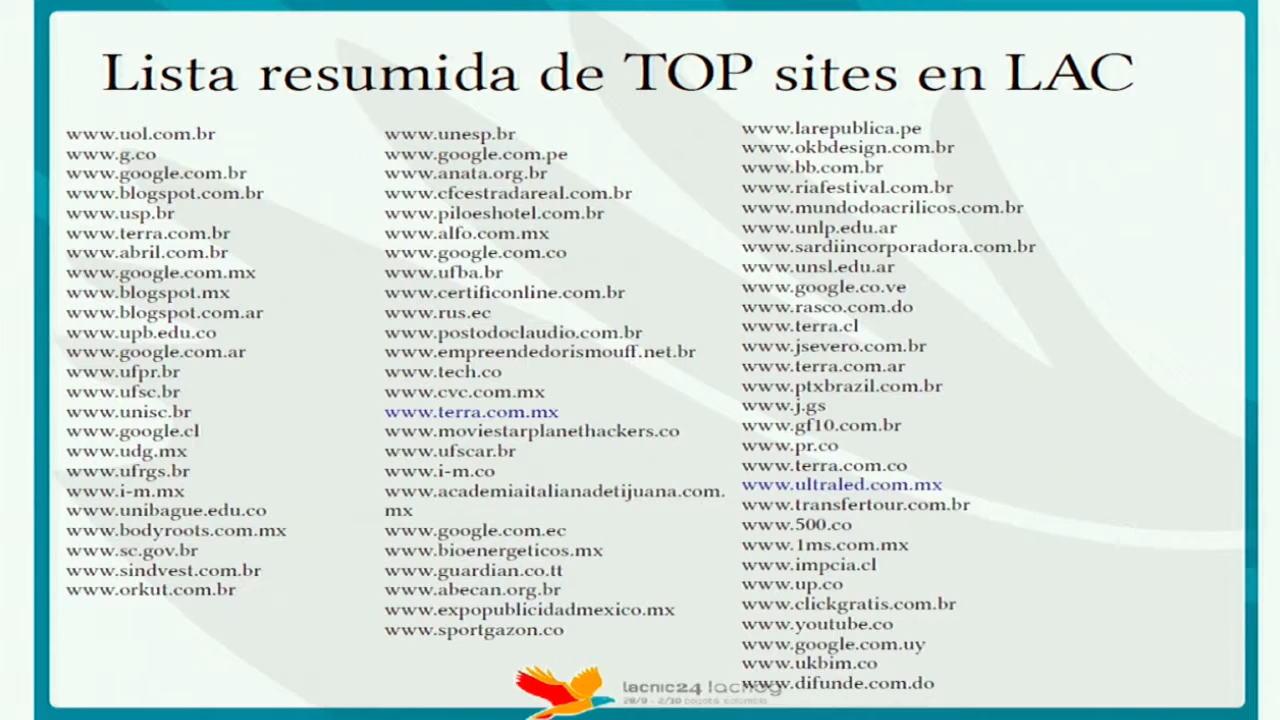 Lista resumida de TOP sites en LAC
www.uol.com.br
www.g.co
www.google.com.br
www.blogspot.com.br
www.usp.br
www.terra.com.br
www.abril.com.br
www.google.com.mx
www.blogspot.mx
www.blogspot.com.ar
www.upb.edu.co
www.google.com.ar
www.ufpr.br
www.ufsc.br
www.unisc.br
www.google.cl
www.udg.mx
www.ufrgs.br
www.i-m.mx
www.unibague.edu.co
www.bodyroots.com.mx
www.sc.gov.br
www.sindvest.com.br
www.orkut.com.br
www.unesp.br
www.google.com.pe
www.anata.org.br
www.cfcestradareal.com.br
www.piloeshotel.com.br
www.alfo.com.mx
www.google.com.co
www.ufba.br
www.certificonline.com.br
www.rus.ec
www.postodoclaudio.com.br
www.empreendedorismouff.net.br
www.tech.co
www.cvc.com.mx
www.terra.com.mx
www.moviestarplanethackers.co
www.ufscar.br
www.i-m.co
www.academiaitalianadetijuana.com.
mx
www.google.com.ec
www.bioenergeticos.mx
www.guardian.co.tt
www.abecan.org.br
www.expopublicidadmexico.mx
www.sportgazon.co
www.larepublica.pe
www.okbdesign.com.br
www.bb.com.br
www.riafestival.com.br
www.mundodoacrilicos.com.br
www.unlp.edu.ar
www.sardiincorporadora.com.br
www.unsl.edu.ar
www.google.co.ve
www.rasco.com.do
www.terra.cl
www.jsevero.com.br
www.terra.com.ar
www.ptxbrazil.com.br
www.j.gs
www.gf10.com.br
www.pr.co
www.terra.com.co
www.ultraled.com.mx
www.transfertour.com.br
www.500.co
www.1ms.com.mx
www.impcia.cl
www.up.co
www.clickgratis.com.br
www.youtube.co
www.google.com.uy
www.ukbim.co
www.difunde.com.do
lacnic24 lacnog
28/9 - 2/10 bogotá, colombia